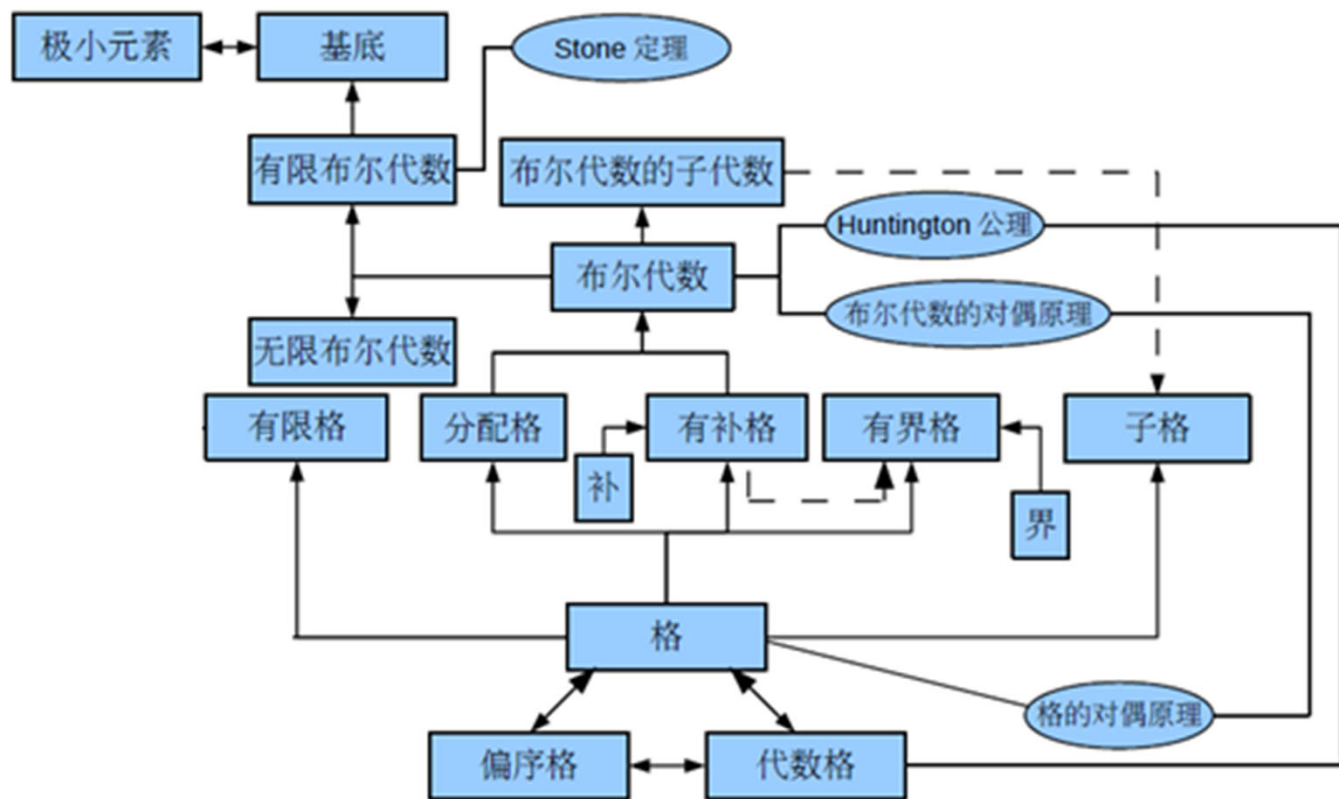 极小元素
基底
Stone 定理
有限布尔代数
布尔代数的子代数
Huntington 公理
布尔代数
布尔代数的对偶原理
无限布尔代数
有限格
分配格
有补格
有界格
子格
补
界
格
格的对偶原理
偏序格
代数格